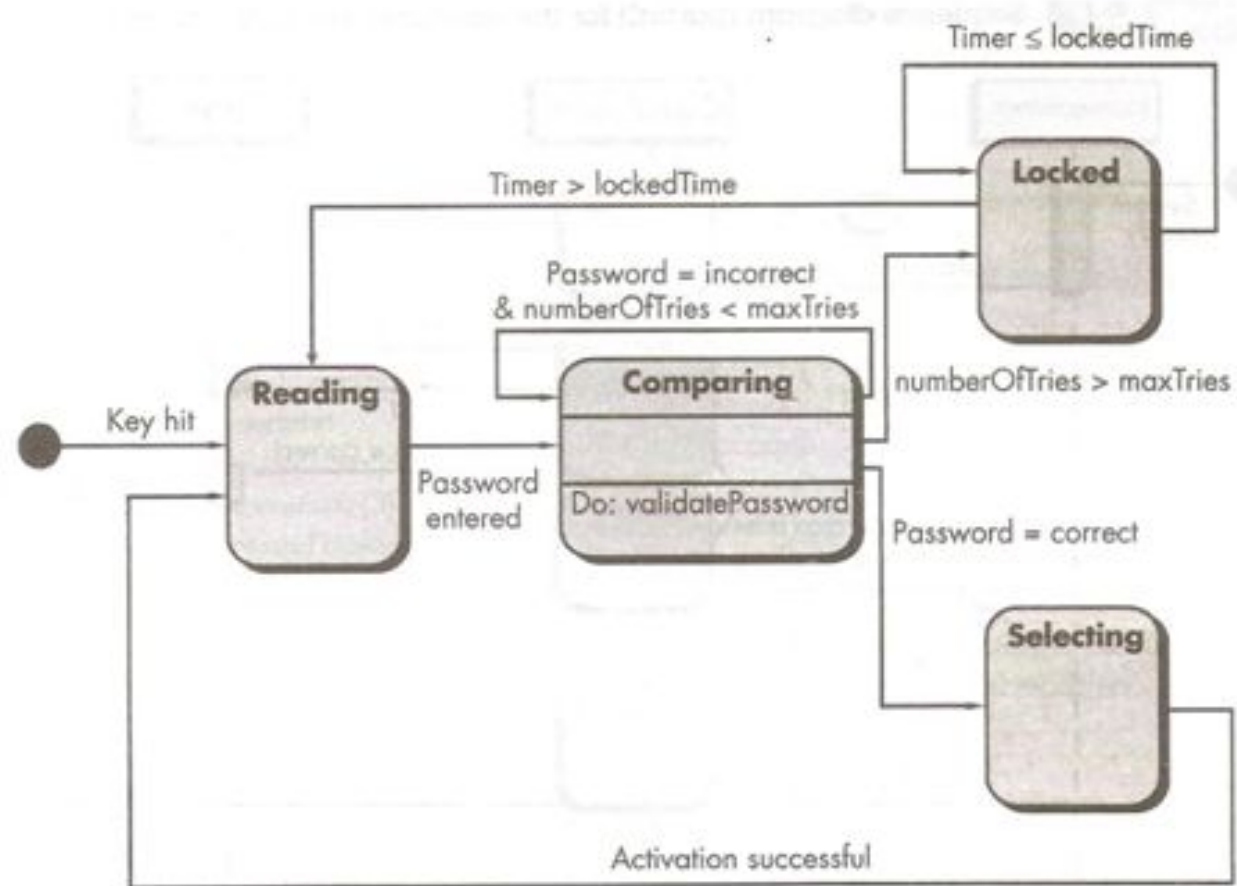 Timer ≤ lockedTime
Locked
Timer > lockedTime
Password = incorrect
& numberOfTries < maxTries
numberOfTries > maxTries
Reading
Comparing
Key hit
Password
entered
Do: validatePassword
Password = correct
Selecting
Activation successful